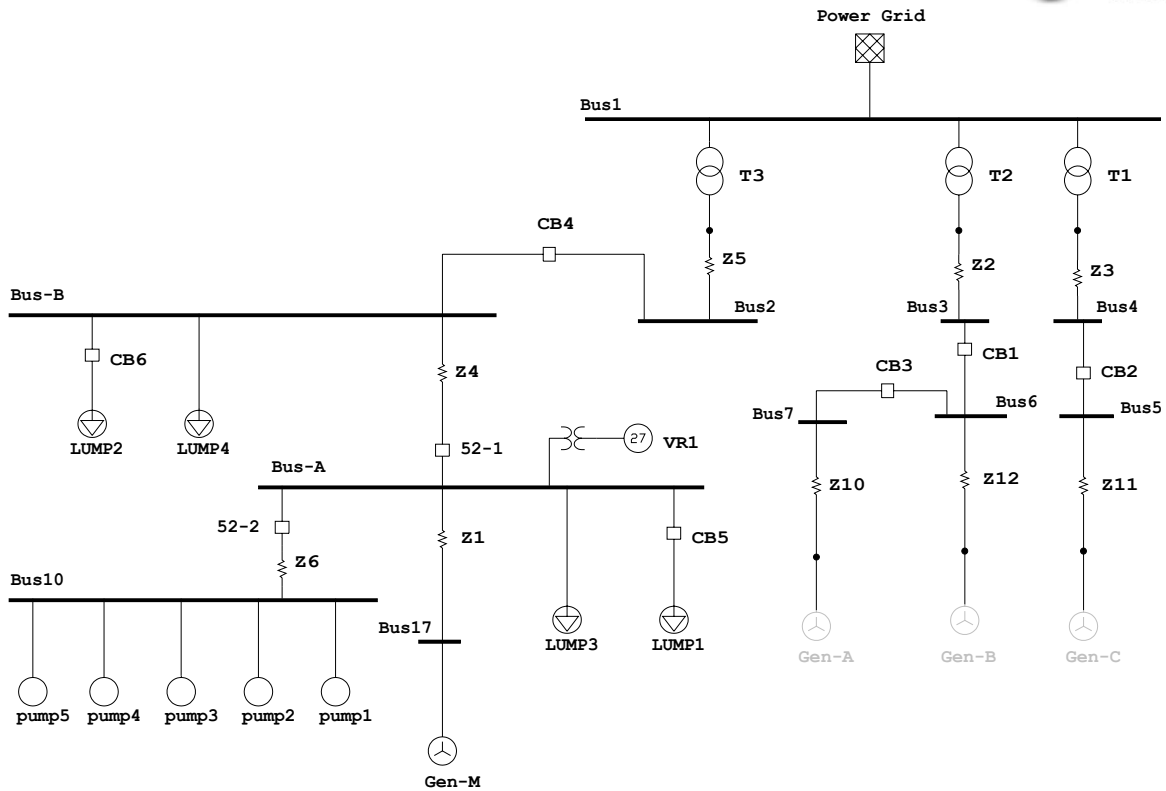 Power Grid
Bus1
T3
T2
T1
CB4
Z5
Z2
Z3
Bus-B
Bus2
Bus3
Bus4
CB6
Z4
CB1
CB3
CB2
Bus7
Bus6
Bus5
LUMP2
LUMP4
52-1
27
VR1
Bus-A
Z10
Z12
Z11
52-2
Z1
CB5
Z6
Bus10
Bus17
LUMP3
LUMP1
Gen-A
Gen-B
Gen-C
pump5
pump4
pump3
pump2
pump1
Gen-M